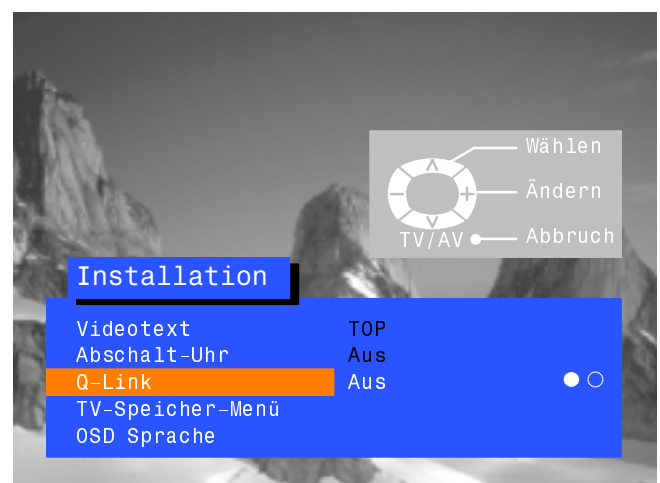 Wählen
Ändern
TV/AV Abbruch
Installation
Videotext TOP
Abschalt-Uhr Aus
Q-Link Aus
TV-Speicher-Menü
OSD Sprache